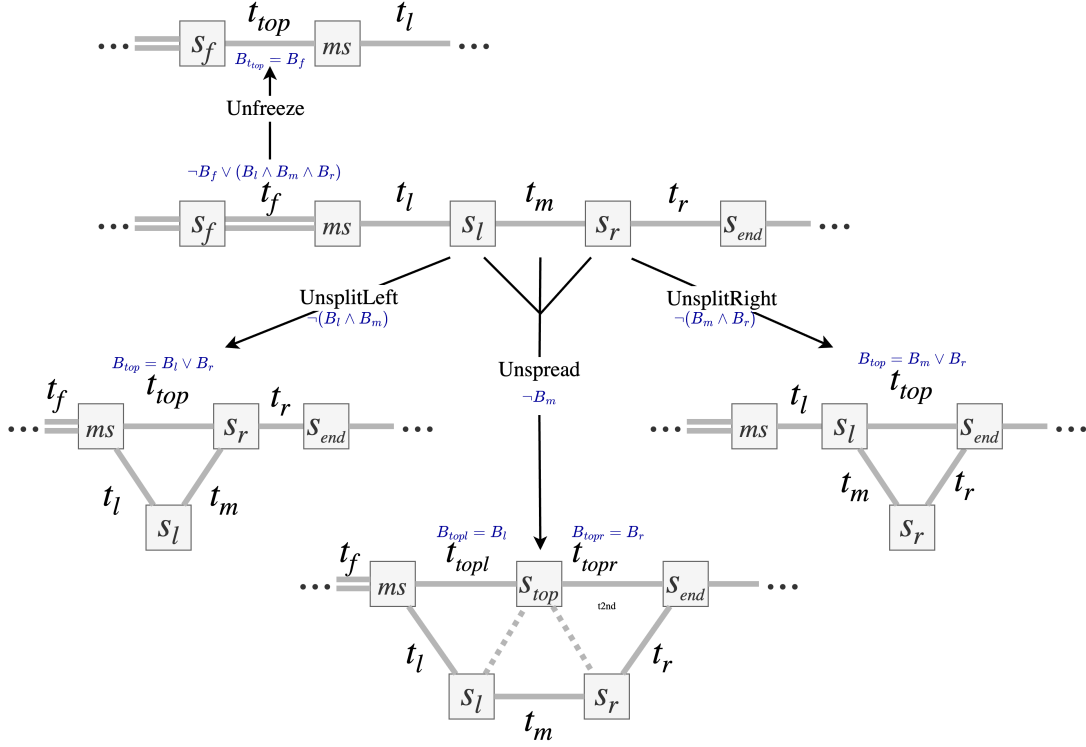 t_top t_l
... s_f ms ...
B_{t_top} = B_f
Unfreeze
¬B_f ∨ (B_l ∧ B_m ∧ B_r)
t_f t_l t_m t_r
... s_f ms s_l s_r s_end ...
UnsplitLeft
¬(B_l ∧ B_m)
UnsplitRight
¬(B_m ∧ B_r)
Unspread
¬B_m
B_top = B_l ∨ B_r
t_f t_top t_r
... ms s_r s_end ...
t_l t_m
s_l
B_top = B_m ∨ B_r
t_l t_top
... ms s_l s_end ...
t_m t_r
s_r
B_topl = B_l B_topr = B_r
t_f t_topl t_topr
... ms s_top s_end ...
t2nd
t_l t_r
s_l s_r
t_m